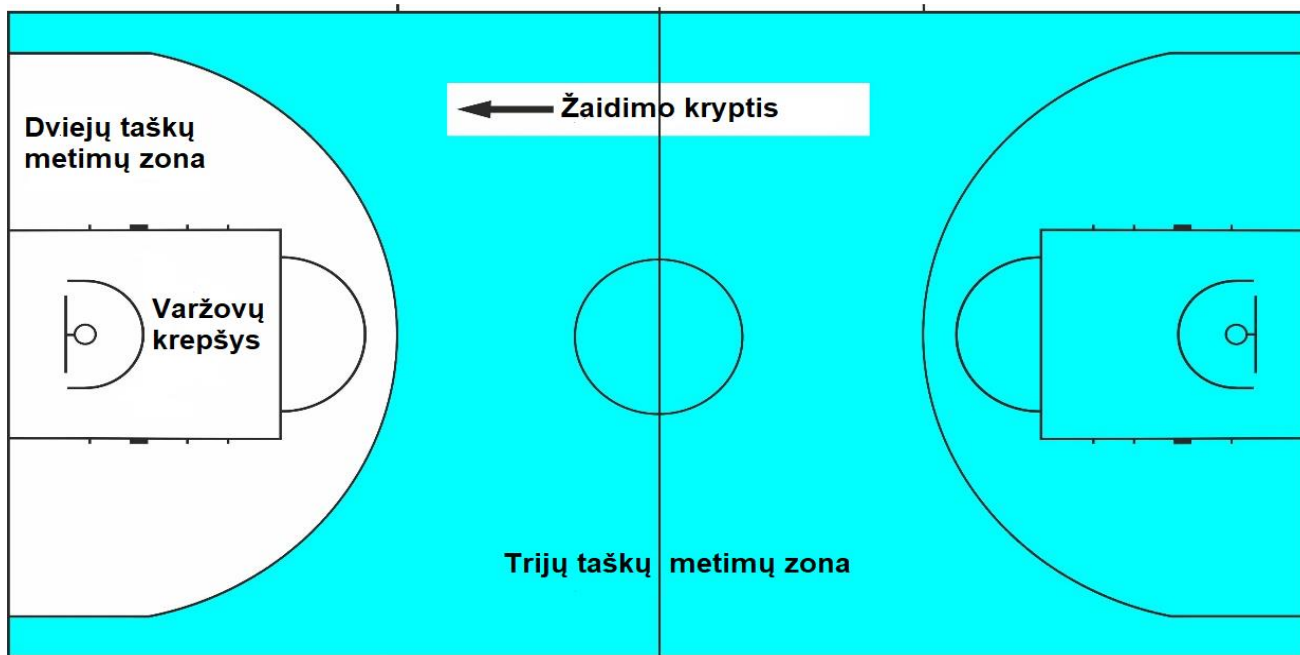 Žaidimo kryptis
Dviejų taškų
metimų zona
Varžovų
krepšys
Trijų taškų metimų zona